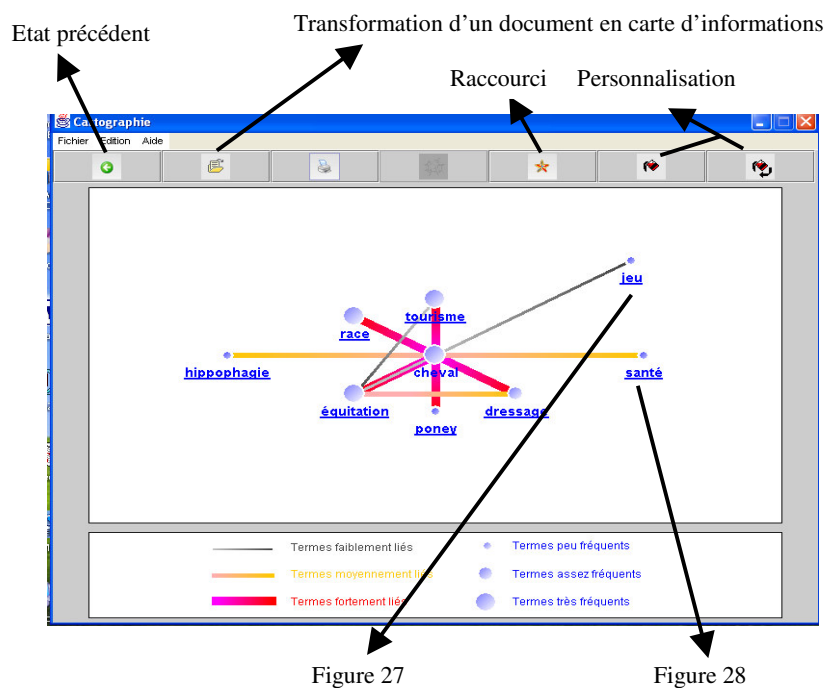 Transformation d'un document en carte d'informations
Etat précédent
Raccourci Personnalisation
Cartographie
Fichier Edition Aide
jeu
tourisme
race
hippophagie cheval santé
équitation dressage
poney
Termes faiblement liés Termes peu fréquents
Termes moyennement liés Termes assez fréquents
Termes fortement liés Termes très fréquents
Figure 27 Figure 28